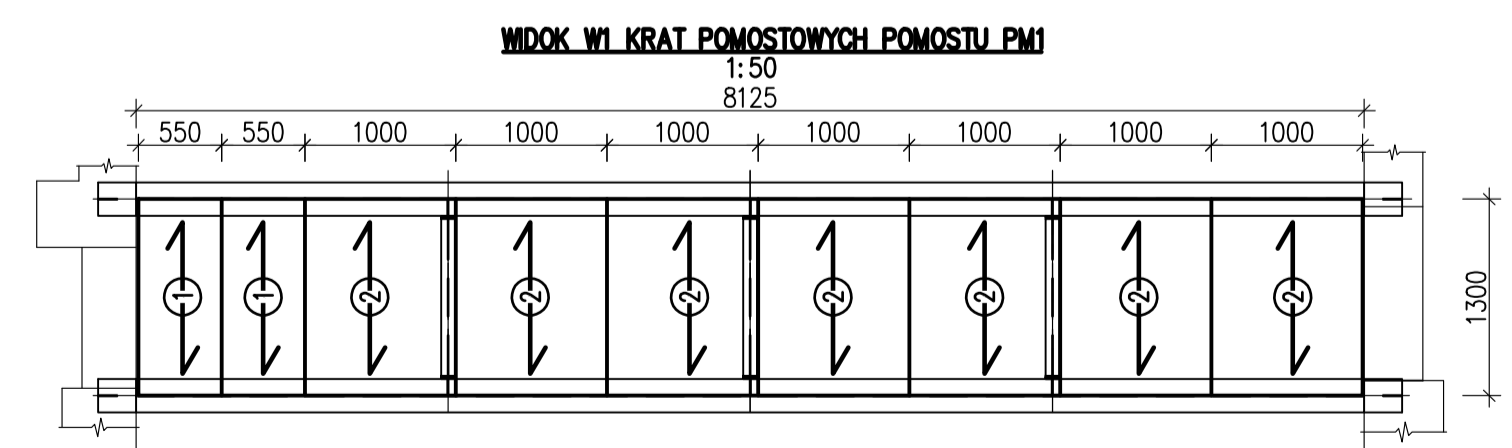 WIDOK W1 KRAT POMOSTOWYCH POMOSTU PM1
1:50
8125
550 550 1000 1000 1000 1000 1000 1000 1000
1 1 2 2 2 2 2 2 2
1300